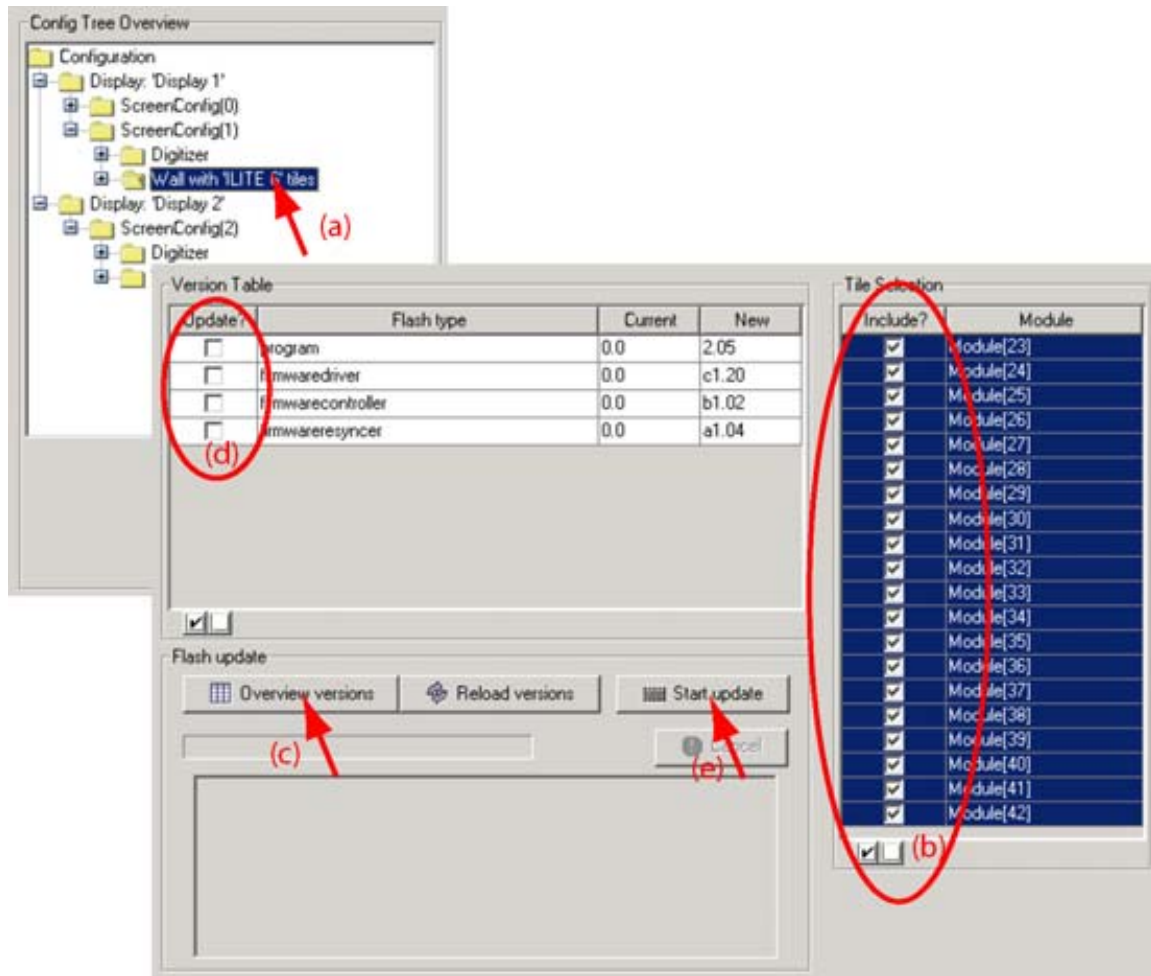 Config Tree Overview
Configuration
Display: 'Display 1'
ScreenConfig(0)
ScreenConfig(1)
Digitizer
Wall with 'ILITE 6' tiles
Display: 'Display 2'
ScreenConfig(2)
Digitizer
(a)
Version Table
Update? Flash type Current New
program 0.0 2.05
firmwaredriver 0.0 c1.20
firmwarecontroller 0.0 b1.02
firmwareresyncer 0.0 a1.04
(d)
Flash update
Overview versions Reload versions Start update
(c)
Cancel
(e)
Tile Selection
Include? Module
Module[23]
Module[24]
Module[25]
Module[26]
Module[27]
Module[28]
Module[29]
Module[30]
Module[31]
Module[32]
Module[33]
Module[34]
Module[35]
Module[36]
Module[37]
Module[38]
Module[39]
Module[40]
Module[41]
Module[42]
(b)